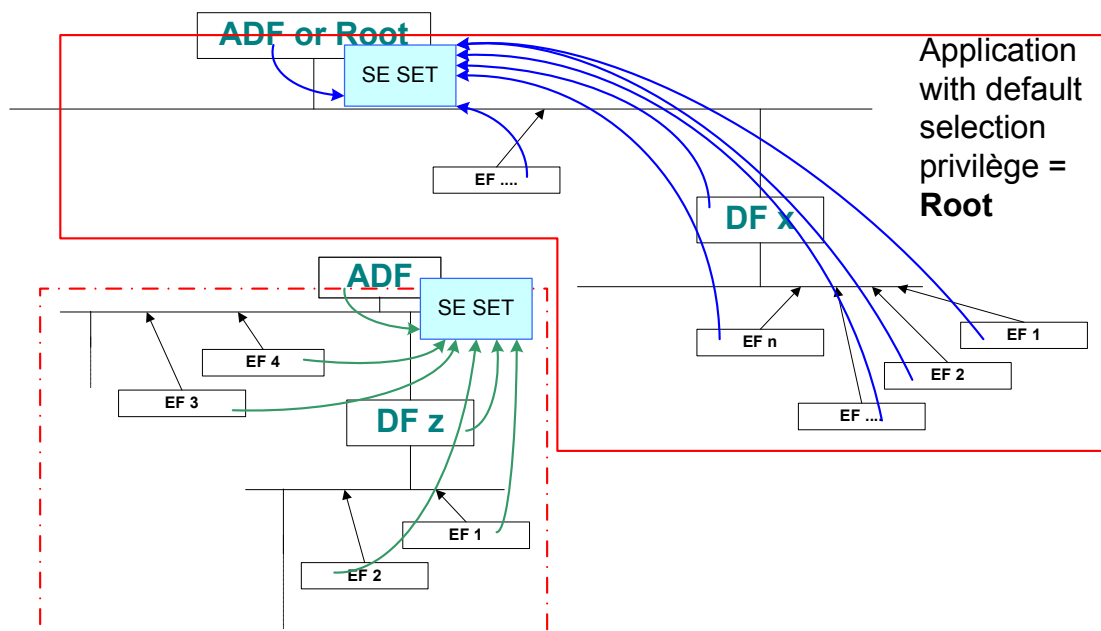 ADF or Root
SE SET
Application
with default
selection
privilège =
Root
EF ....
DF x
ADF
SE SET
EF 1
EF n
EF 4
EF 2
EF 3
EF ....
DF z
EF 1
EF 2